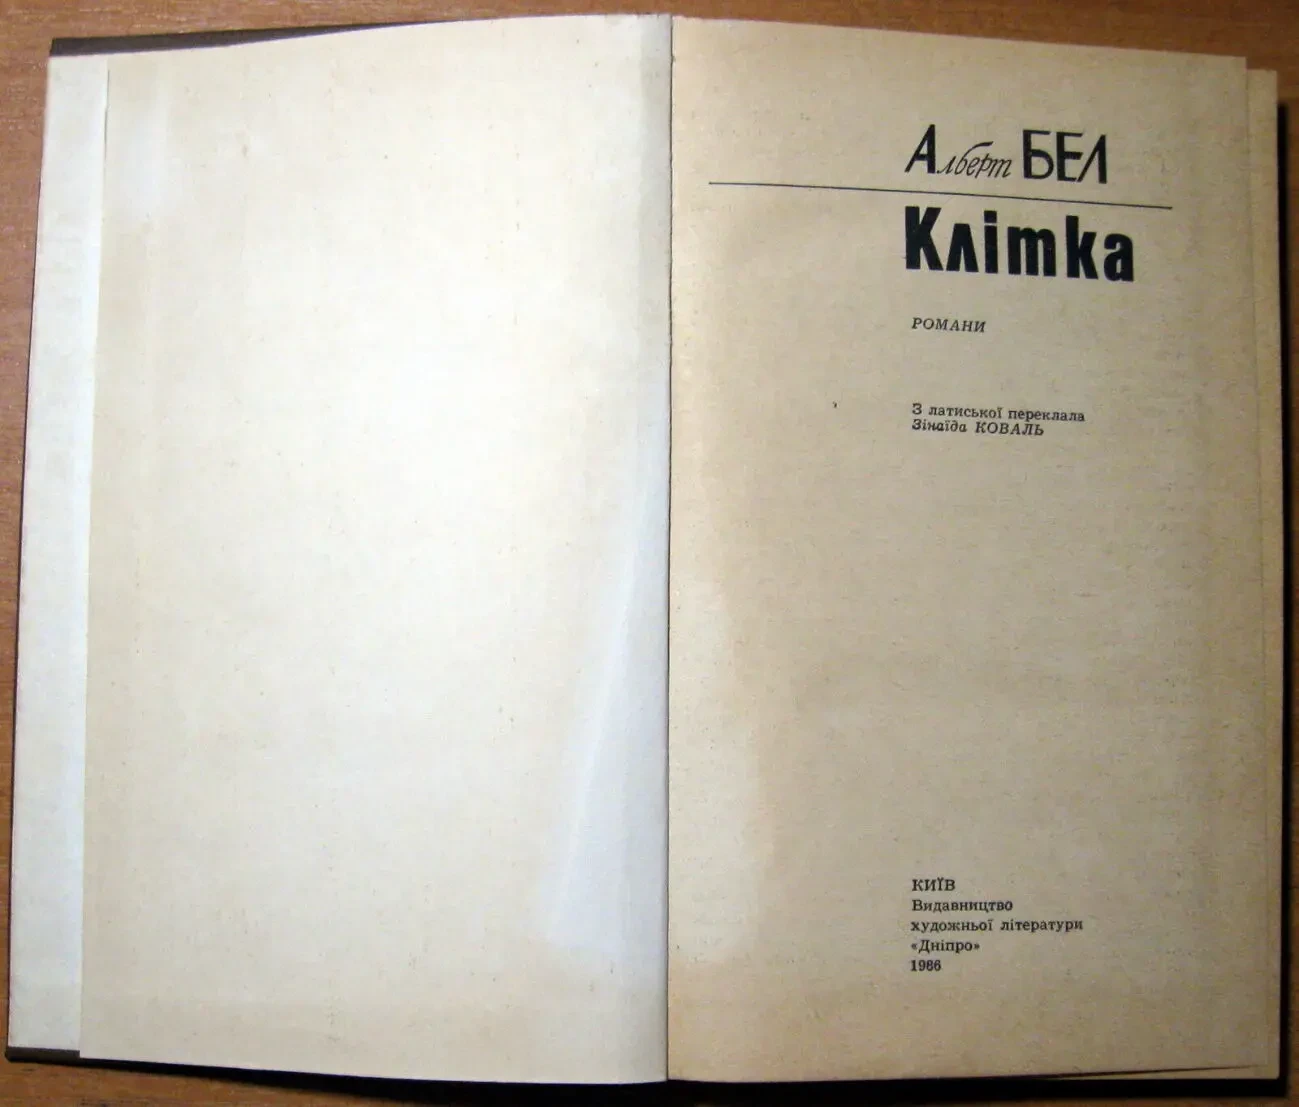 Алберт БЕЛ
Клітка
РОМАНИ
З латиської переклала
Зінаїда КОВАЛЬ
КИЇВ
Видавництво
художньої літератури
«Дніпро»
1986